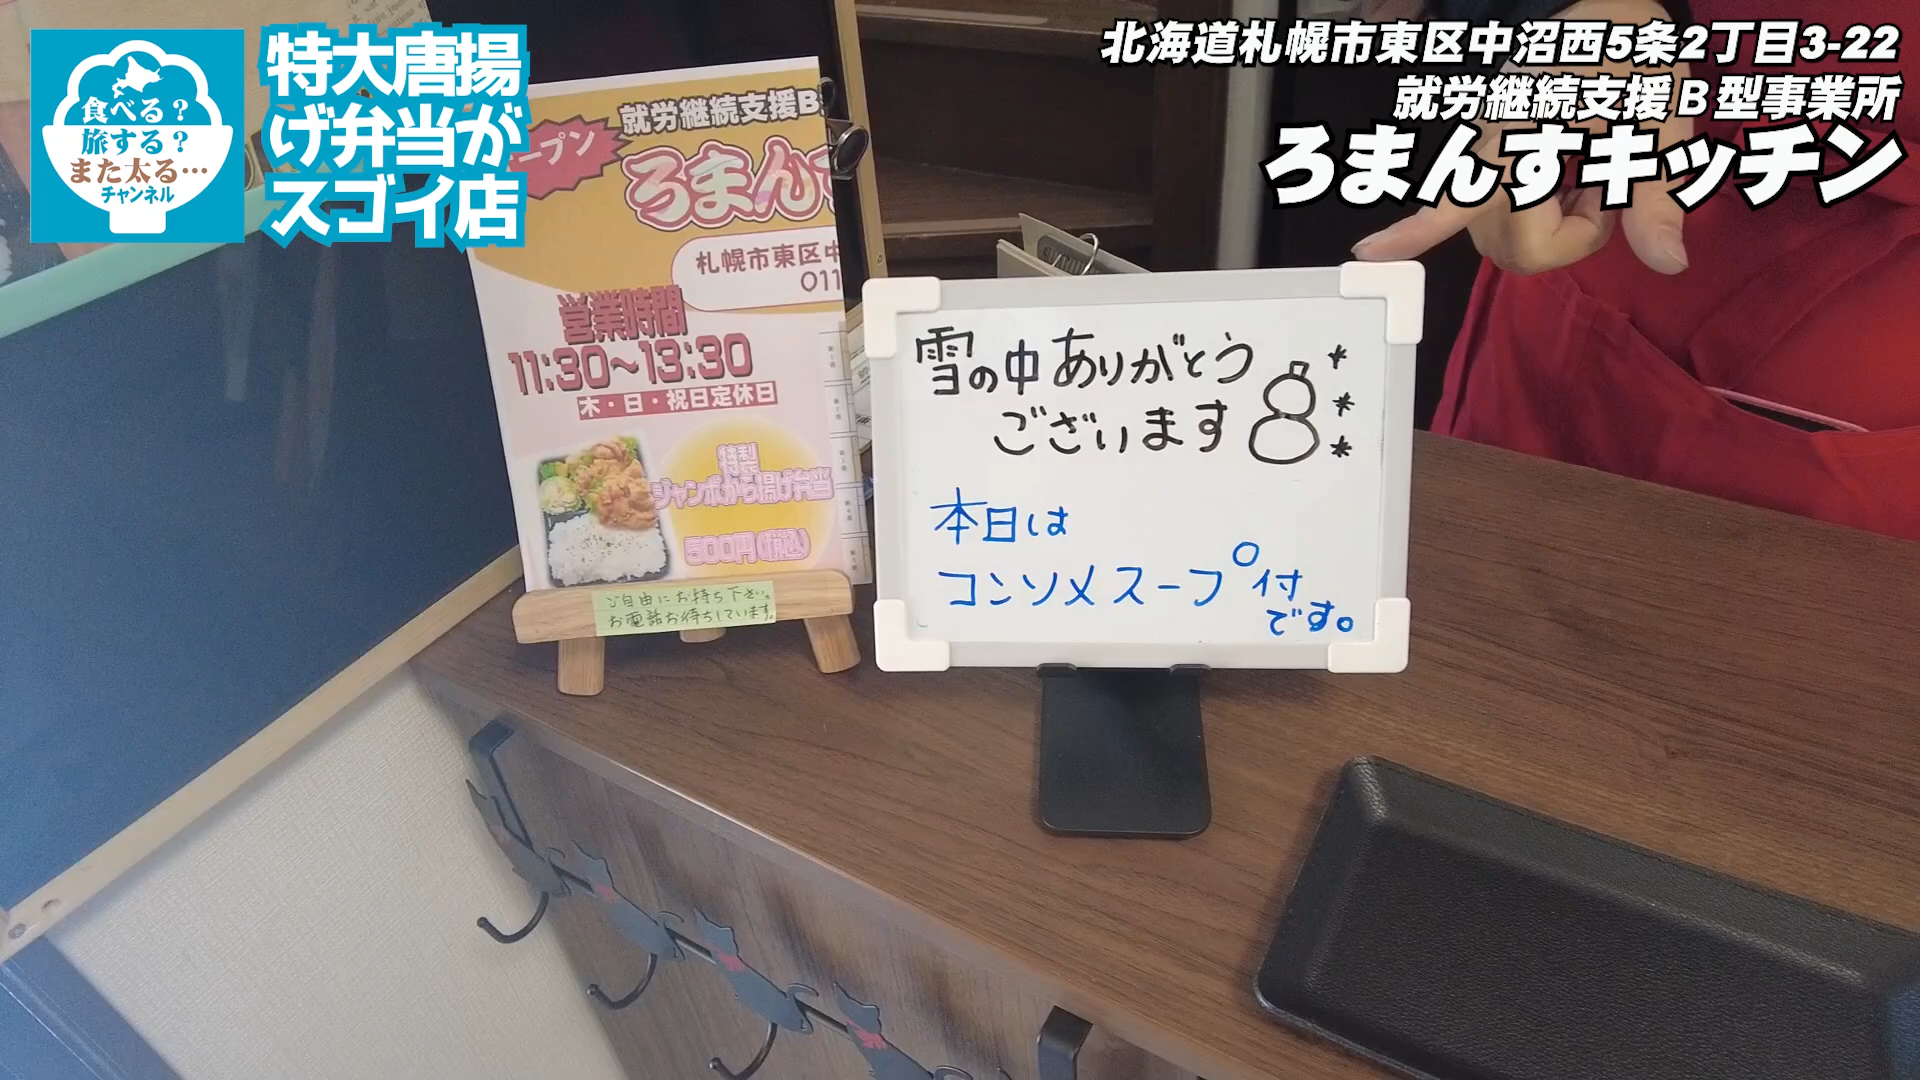 食べる？
旅する？
また太る…
チャンネル
特大唐揚
げ弁当が
スゴイ店
北海道札幌市東区中沼西5条2丁目3-22
就労継続支援Ｂ型事業所
ろまんすキッチン
就労継続支援B
ープン
ろまんす
札幌市東区中
011
営業時間
11:30〜13:30
木・日・祝日定休日
特製
ジャンボから揚げ弁当
500円(税込)
ご自由にお持ち下さい。
お電話お待ちしています。
雪の中ありがとう
ございます
本日は
コンソメスープ付
です。